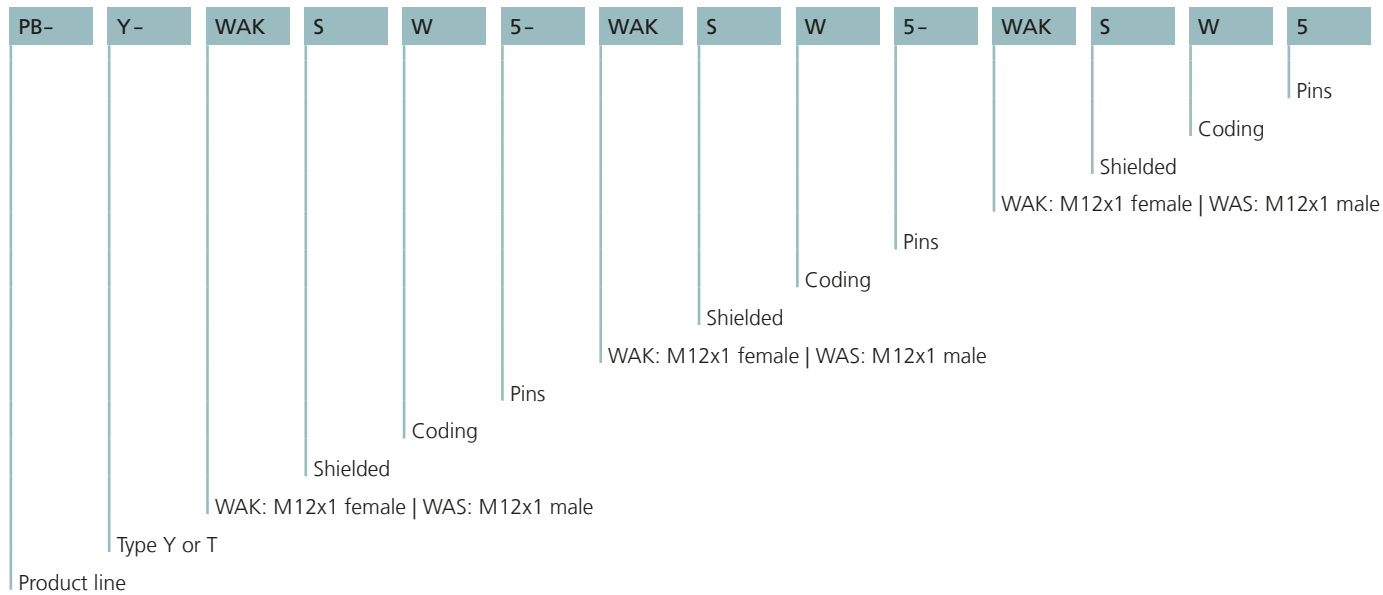 PB– Y– WAK S W 5– WAK S W 5– WAK S W 5
Pins
Coding
Shielded
WAK: M12x1 female | WAS: M12x1 male
Pins
Coding
Shielded
WAK: M12x1 female | WAS: M12x1 male
Pins
Coding
Shielded
WAK: M12x1 female | WAS: M12x1 male
Type Y or T
Product line